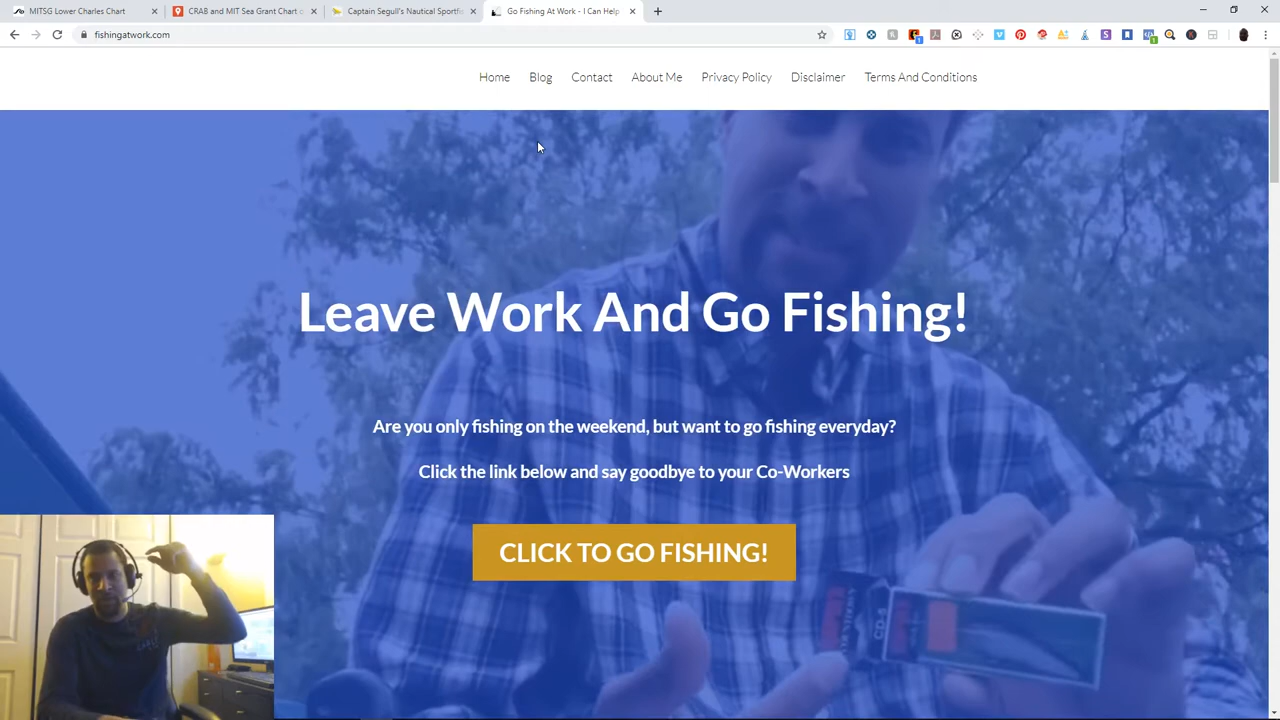 MITSG Lower Charles Chart
CRAB and MIT Sea Grant Chart o
Captain Segull's Nautical Sportfis
Go Fishing At Work - I Can Help
fishingatwork.com
Home Blog Contact About Me Privacy Policy Disclaimer Terms And Conditions
Leave Work And Go Fishing!
Are you only fishing on the weekend, but want to go fishing everyday?
Click the link below and say goodbye to your Co-Workers
CLICK TO GO FISHING!
CD-5